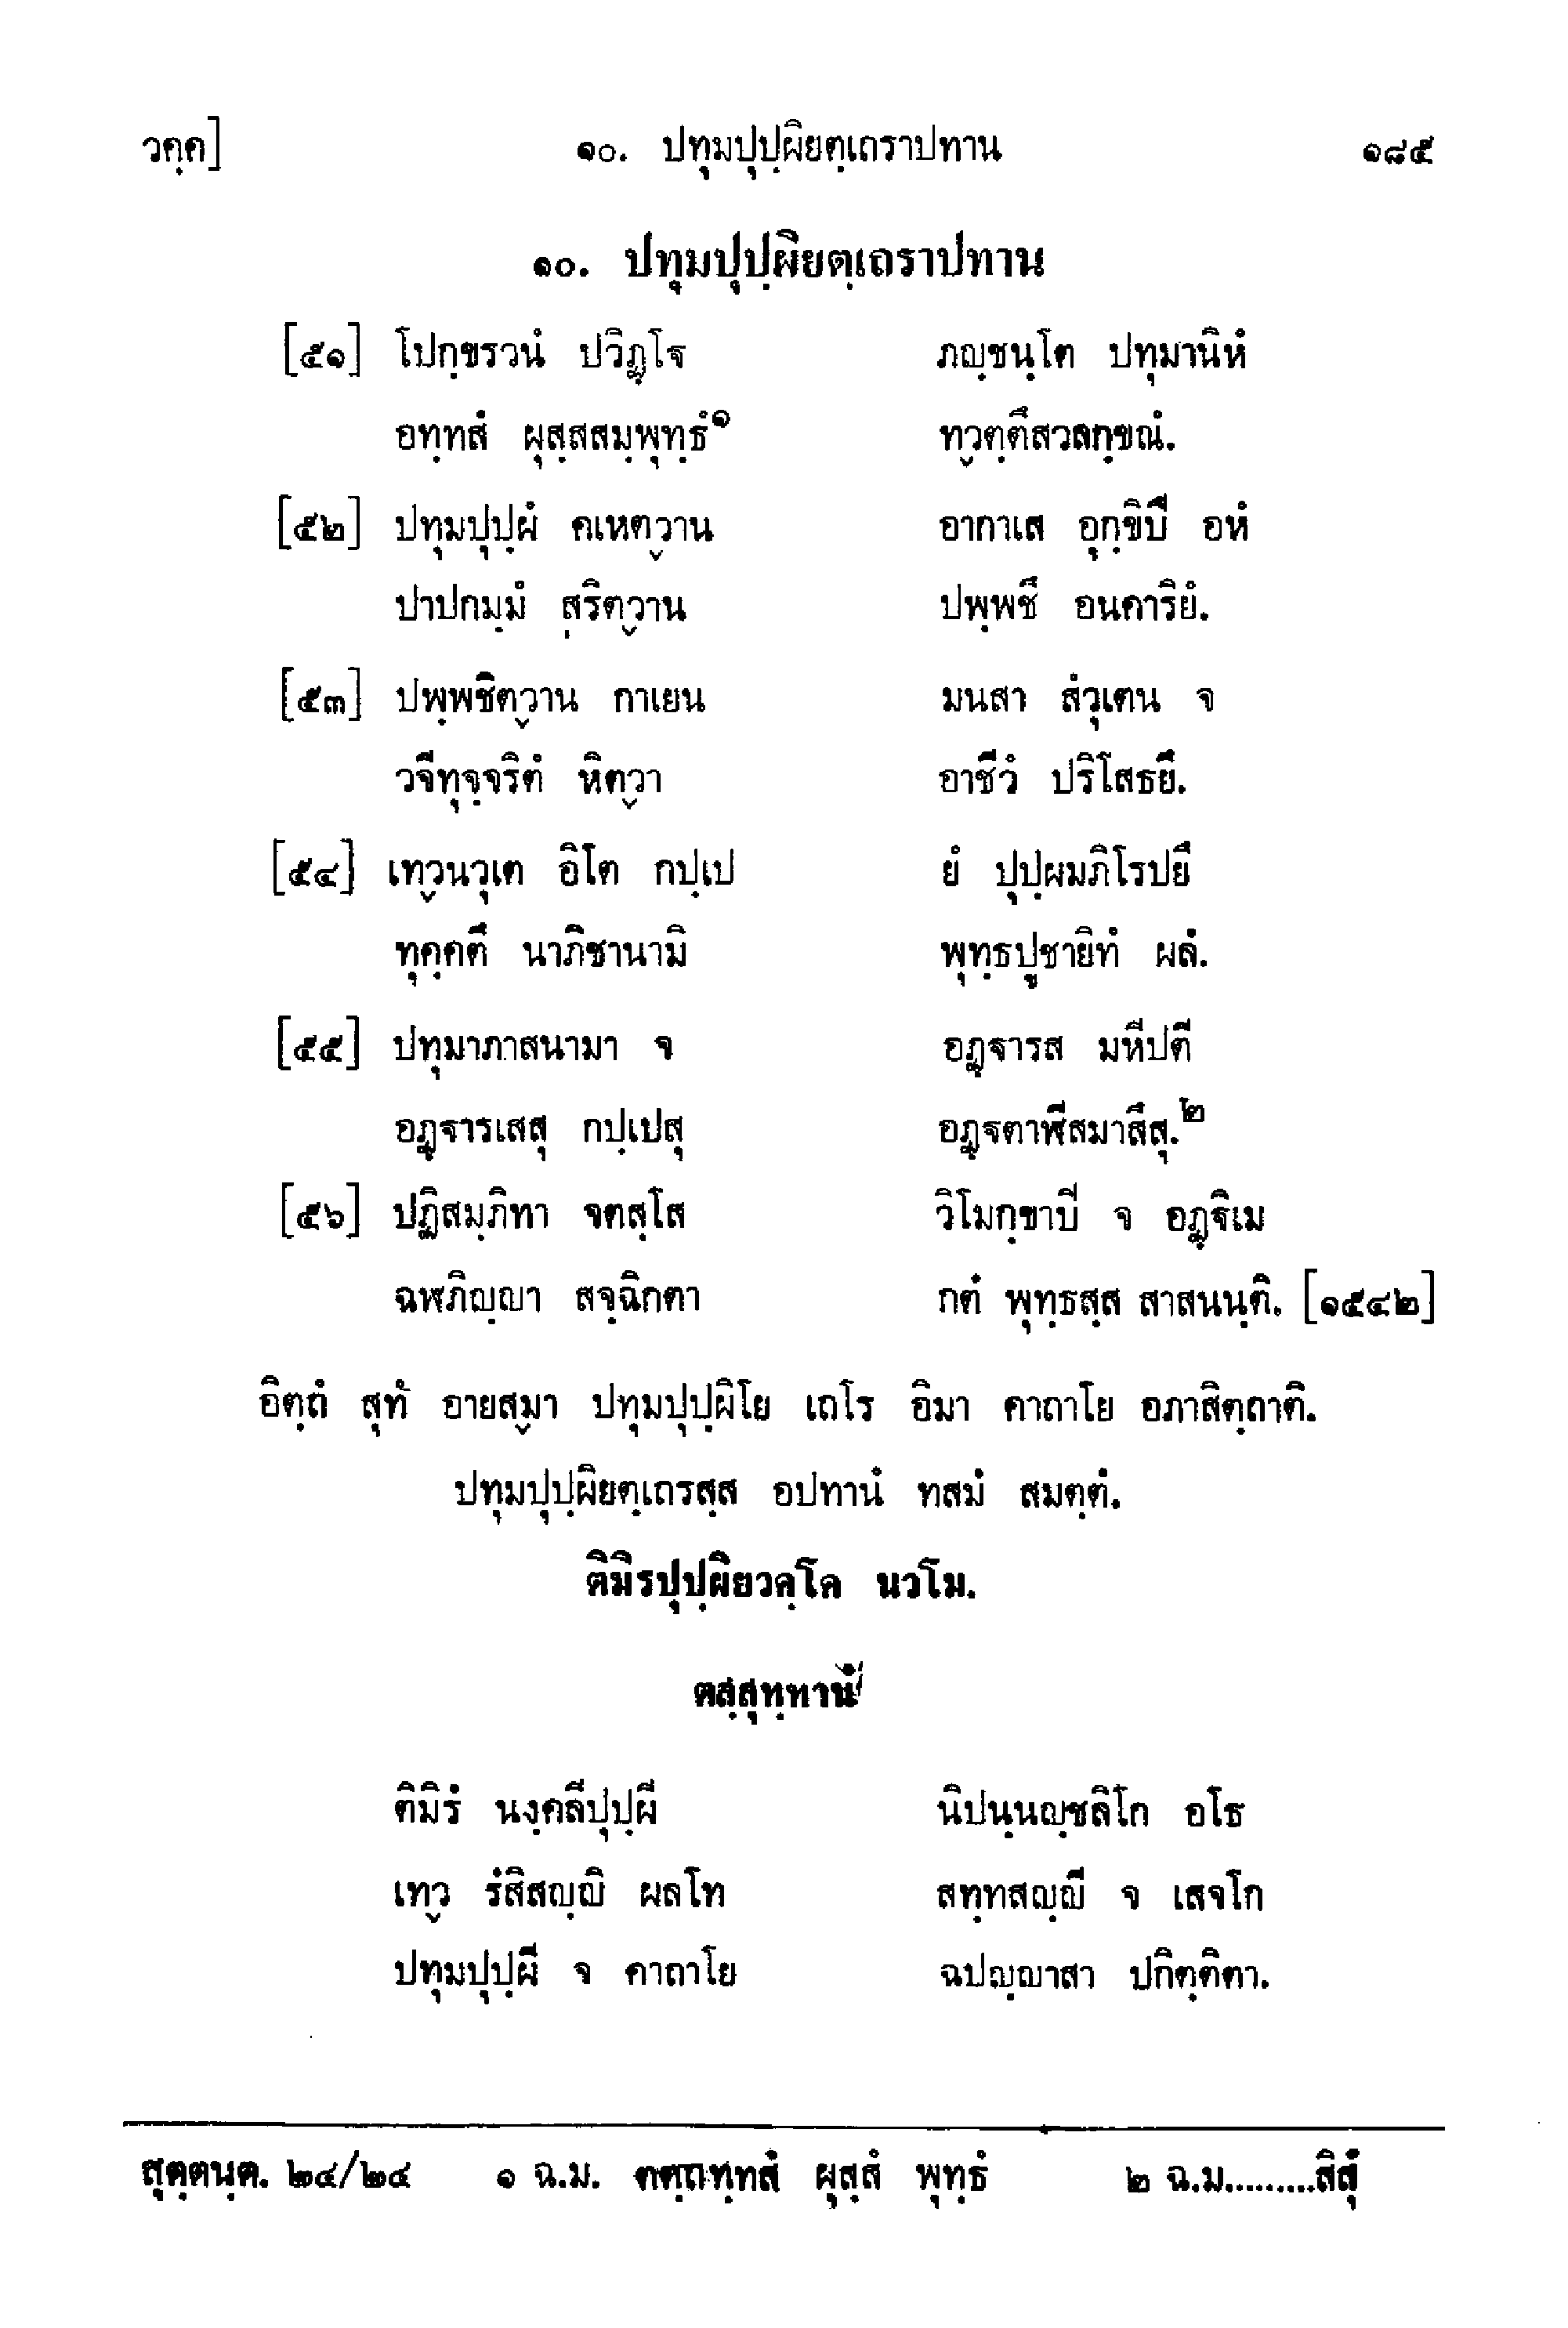 วคฺค] ๑๐. ปทุมปุปฺผิยตฺเถราปทาน ๑๘๕
๑๐. ปทุมปุปฺผิยตฺเถราปทาน
[๕๑] โปกฺขรวนํ ปวิฏฺโฐ ภญฺชนฺโต ปทุมานิหํ
อทฺทสํ ผุสฺสสมฺพุทฺธํ๑ ทฺวตฺตึสวลกฺขณํ.
[๕๒] ปทุมปุปฺผํ คเหตฺวาน อากาเส อุกฺขิปึ อหํ
ปาปกมฺมํ สริตฺวาน ปพฺพชึ อนคาริยํ.
[๕๓] ปพฺพชิตฺวาน กาเยน มนสา สํวุเตน จ
วจีทุจฺจริตํ หิตฺวา อาชีวํ ปริโสธยึ.
[๕๔] เทฺวนวุเต อิโต กปฺเป ยํ ปุปฺผมภิโรปยึ
ทุคฺคตึ นาภิชานามิ พุทฺธปูชายิทํ ผลํ.
[๕๕] ปทุมาภาสนามา จ อฏฺฐารส มหีปตี
อฏฺฐารเสสุ กปฺเปสุ อฏฺฐตาฬีสมาสึสุ.๒
[๕๖] ปฏิสมฺภิทา จตสฺโส วิโมกฺขาปี จ อฏฺฐิเม
ฉฬภิญฺญา สจฺฉิกตา กตํ พุทฺธสฺส สาสนนฺติ. [๑๕๔๒]
อิตฺถํ สุทํ อายสฺมา ปทุมปุปฺผิโย เถโร อิมา คาถาโย อภาสิตฺถาติ.
ปทุมปุปฺผิยตฺเถรสฺส อปทานํ ทสมํ สมตฺตํ.
ติมิรปุปฺผิยวคฺโค นวโม.
ตสฺสุทฺทานํ
ติมิรํ นงฺคลีปุปฺผี นิปนฺนญฺชลิโก อโธ
เทฺว รํสิสญฺญิ ผลโท สทฺทสญฺญี จ เสจโก
ปทุมปุปฺผี จ คาถาโย ฉปญฺญาสา ปกิตฺติตา.
สุตฺตนฺต. ๒๔/๒๔ ๑ ฉ.ม. ตตฺถทฺทสํ ผุสฺสํ พุทฺธํ ๒ ฉ.ม.........สิสุํ